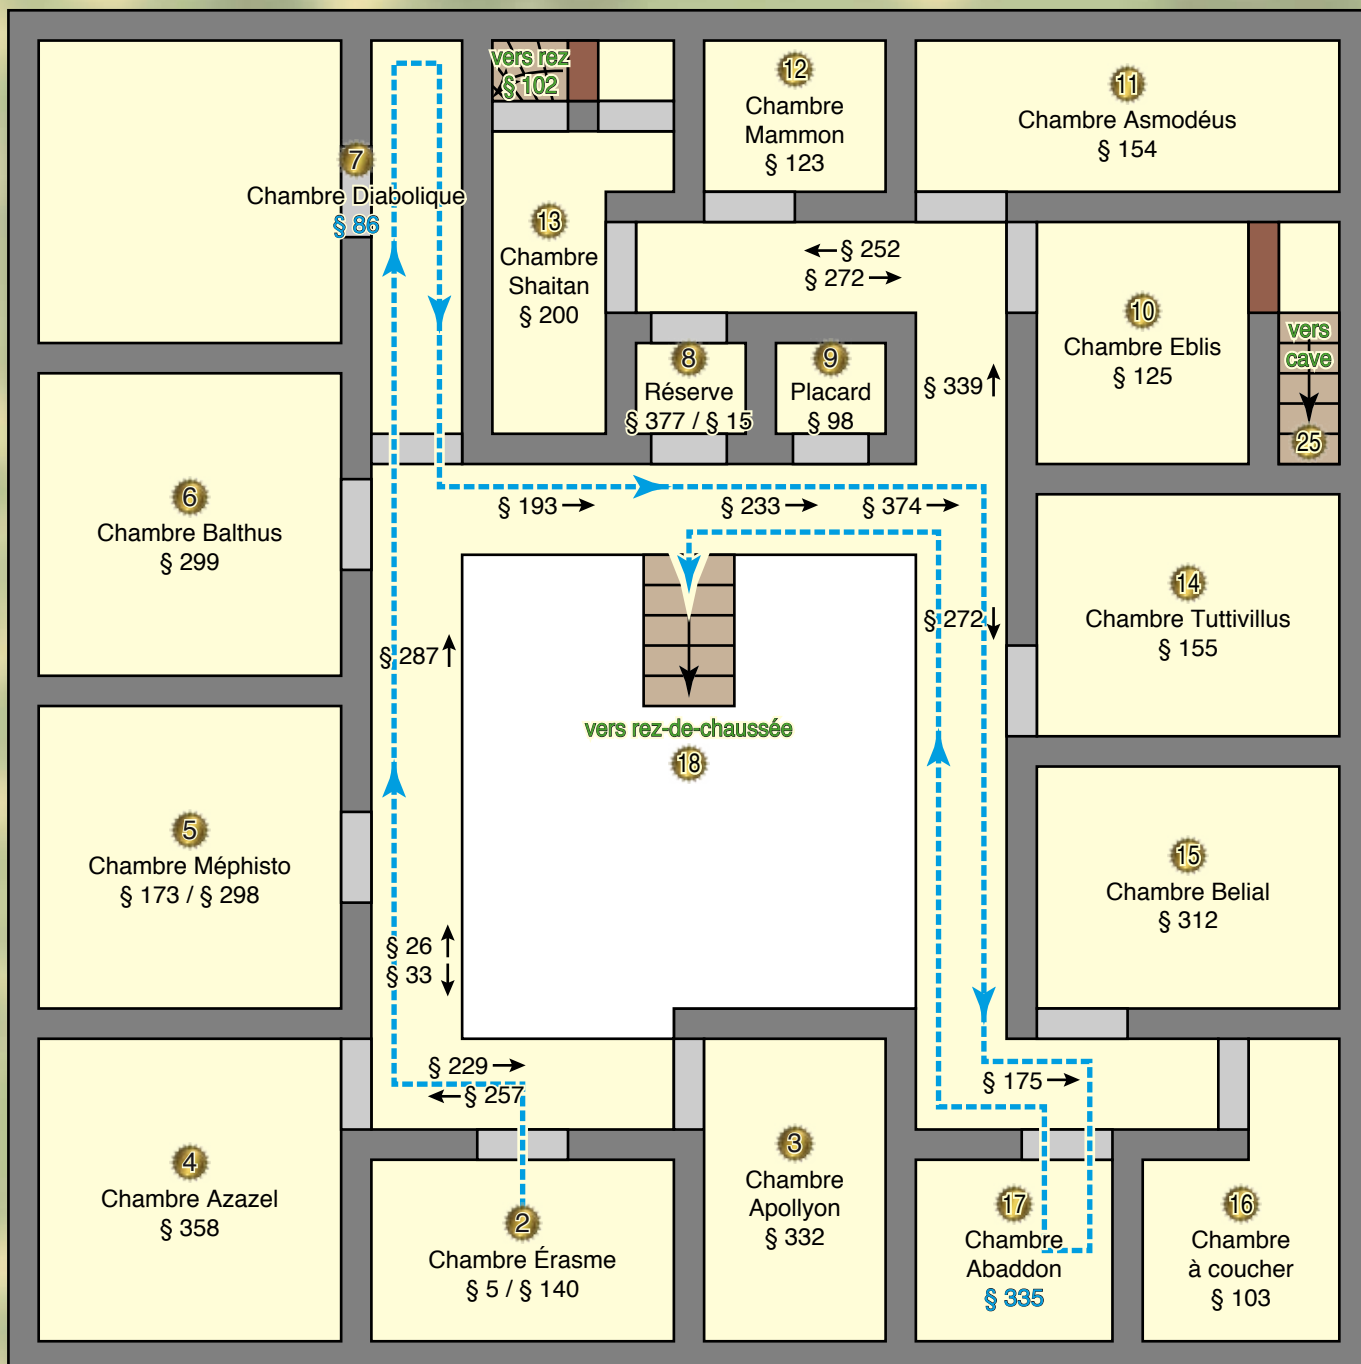 vers rez
§ 102
12
Chambre
Mammon
§ 123
11
Chambre Asmodéus
§ 154
7
Chambre Diabolique
§ 86
13
Chambre
Shaitan
§ 200
§ 252
§ 272
10
Chambre Eblis
§ 125
vers
cave
25
8
Réserve
§ 377 / § 15
9
Placard
§ 98
§ 339
6
Chambre Balthus
§ 299
§ 193
§ 233
§ 374
14
Chambre Tuttivillus
§ 155
§ 287
§ 272
vers rez-de-chaussée
18
5
Chambre Méphisto
§ 173 / § 298
15
Chambre Belial
§ 312
§ 26
§ 33
§ 229
§ 257
§ 175
4
Chambre Azazel
§ 358
2
Chambre Érasme
§ 5 / § 140
3
Chambre
Apollyon
§ 332
17
Chambre
Abaddon
§ 335
16
Chambre
à coucher
§ 103